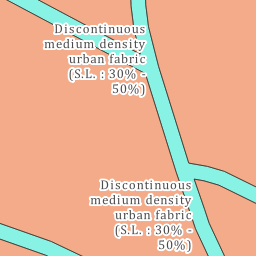 Discontinuous
medium density
urban fabric
(S.L. : 30% -
50%)
Discontinuous
medium density
urban fabric
(S.L. : 30% -
50%)